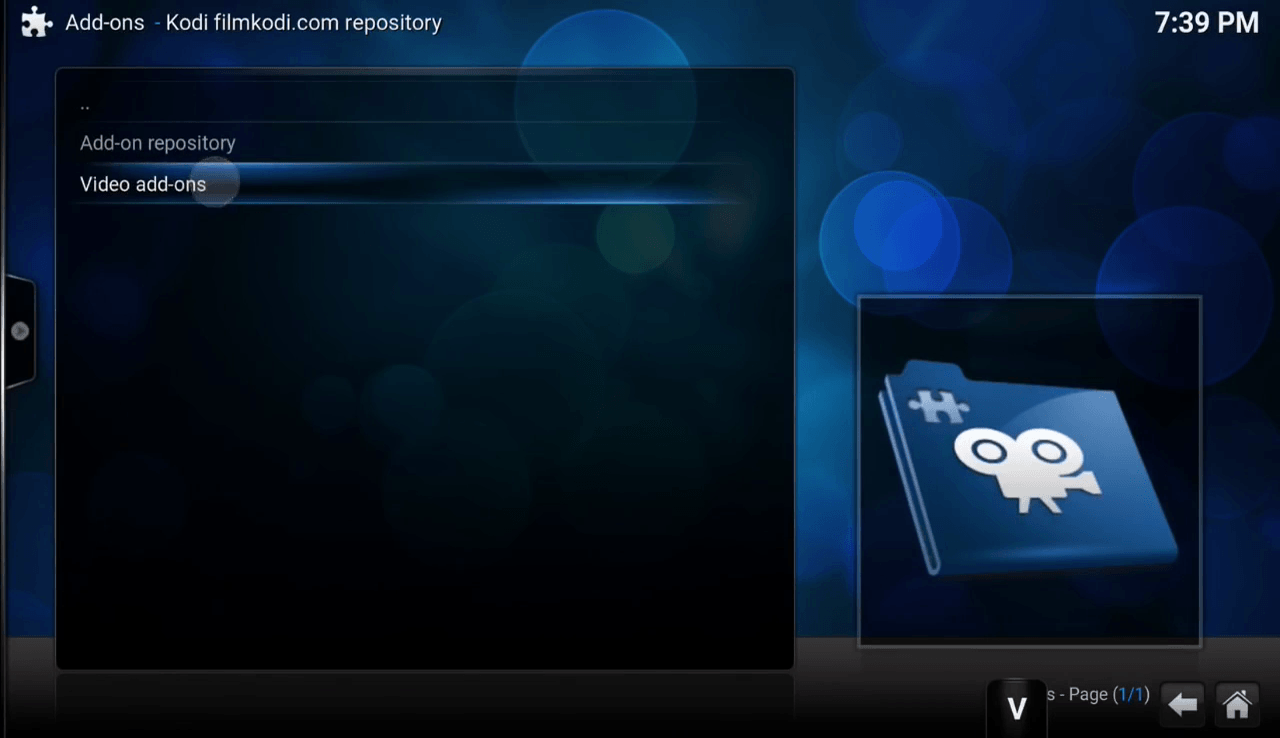 Add-ons - Kodi filmkodi.com repository
7:39 PM
..
Add-on repository
Video add-ons
V
s - Page (1/1)